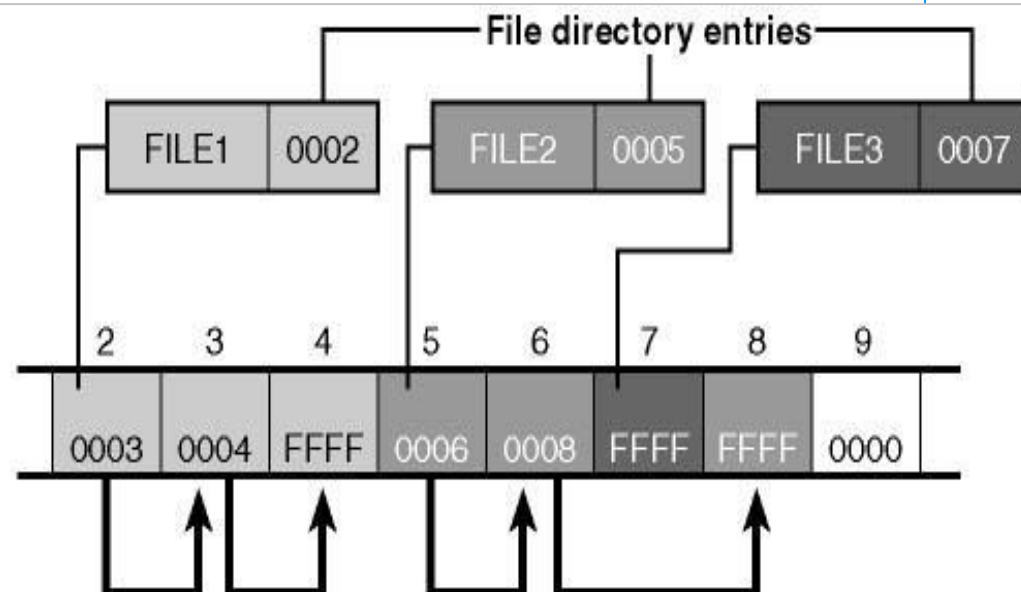 File directory entries
FILE1 0002 FILE2 0005 FILE3 0007
2 3 4 5 6 7 8 9
0003 0004 FFFF 0006 0008 FFFF FFFF 0000